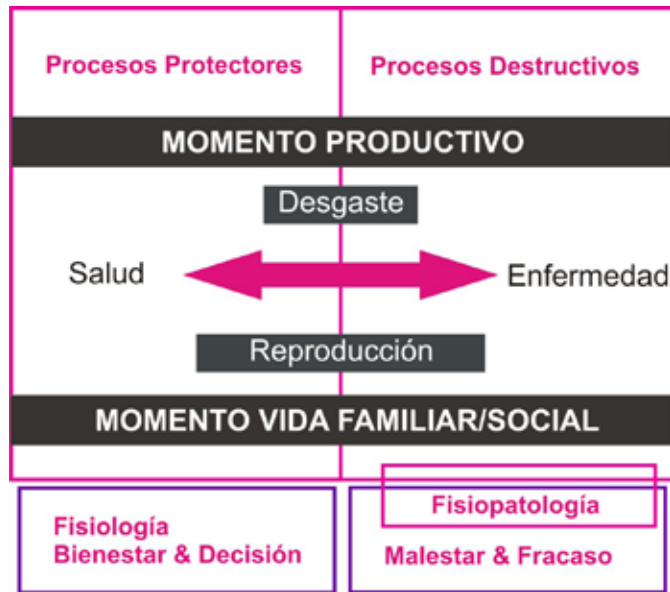 Procesos Protectores
Procesos Destructivos
MOMENTO PRODUCTIVO
Desgaste
Salud
Enfermedad
Reproducción
MOMENTO VIDA FAMILIAR/SOCIAL
Fisiología
Bienestar & Decisión
Fisiopatología
Malestar & Fracaso